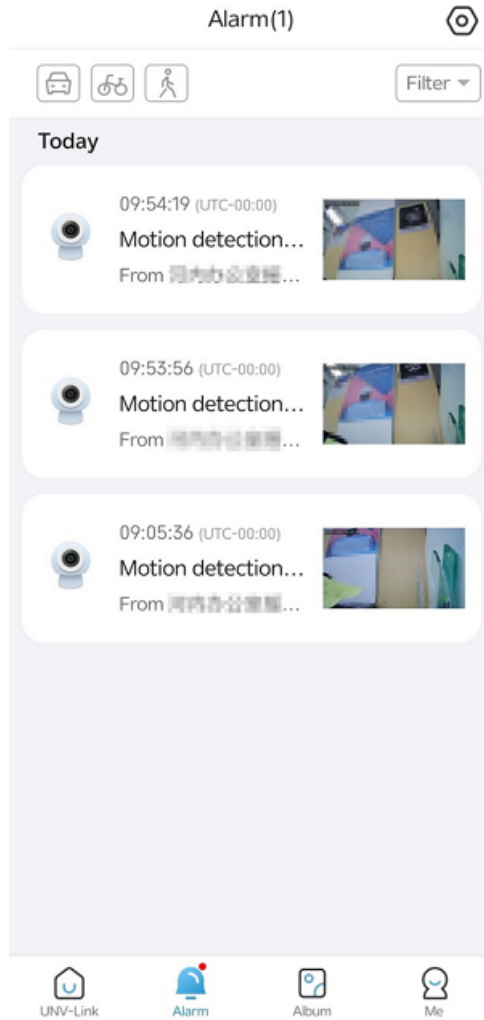 Alarm(1)
Filter
Today
09:54:19 (UTC-00:00)
Motion detection...
From
09:53:56 (UTC-00:00)
Motion detection...
From
09:05:36 (UTC-00:00)
Motion detection...
From
UNV-Link
Alarm
Album
Me